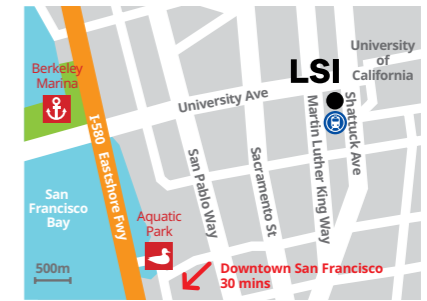 University
of
California
LSI
Berkeley
Marina
University Ave
I-580 Eastshore Fwy
San Pablo Way
Sacramento St
Martin Luther King Way
Shattuck Ave
San
Francisco
Bay
Aquatic
Park
500m
Downtown San Francisco
30 mins